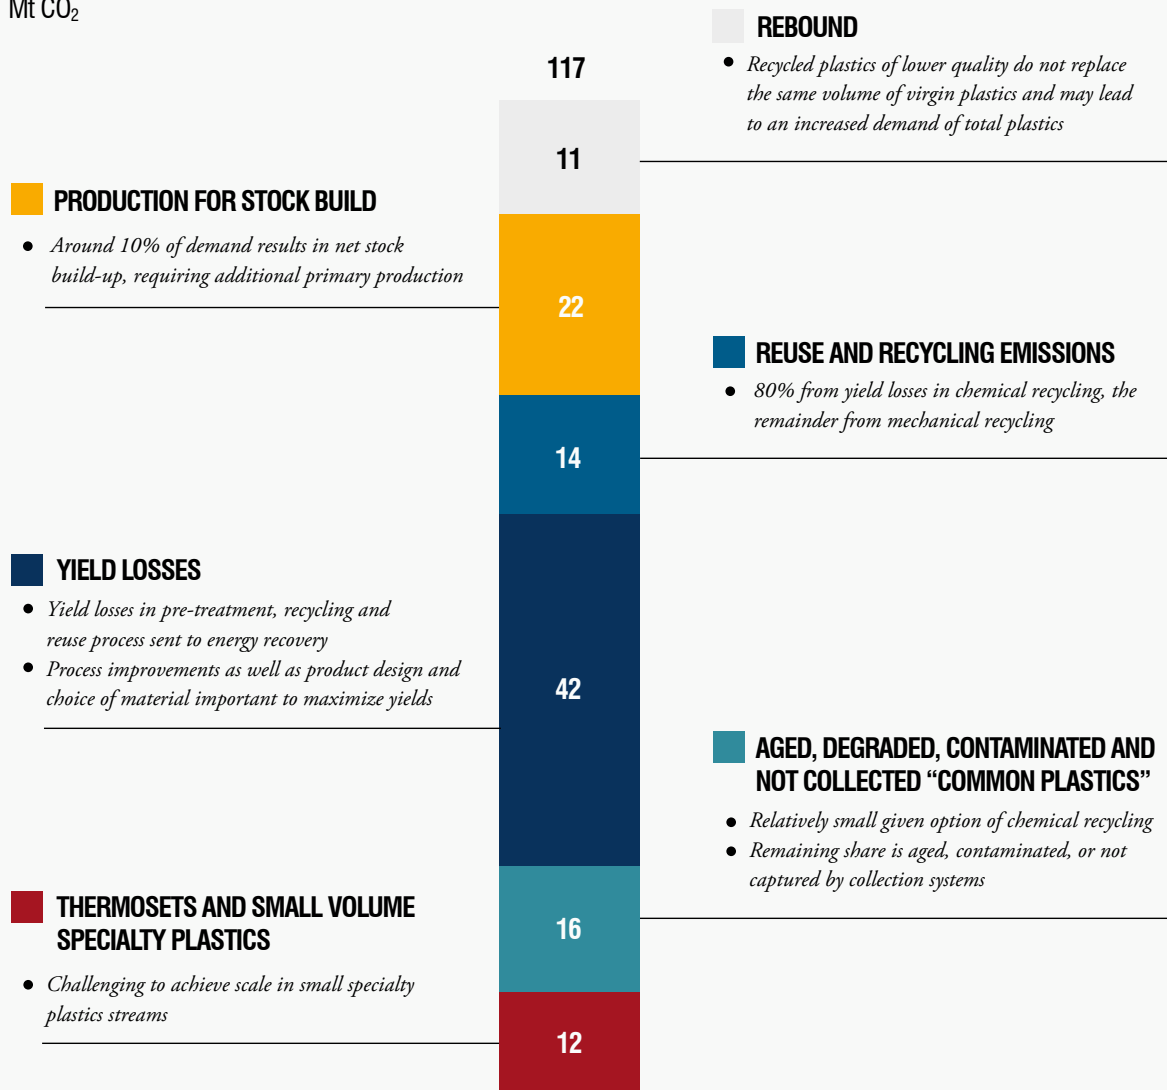 Mt CO₂
117
11
22
14
42
16
12
REBOUND
• Recycled plastics of lower quality do not replace
the same volume of virgin plastics and may lead
to an increased demand of total plastics
PRODUCTION FOR STOCK BUILD
• Around 10% of demand results in net stock
build-up, requiring additional primary production
REUSE AND RECYCLING EMISSIONS
• 80% from yield losses in chemical recycling, the
remainder from mechanical recycling
YIELD LOSSES
• Yield losses in pre-treatment, recycling and
reuse process sent to energy recovery
• Process improvements as well as product design and
choice of material important to maximize yields
AGED, DEGRADED, CONTAMINATED AND
NOT COLLECTED “COMMON PLASTICS”
• Relatively small given option of chemical recycling
• Remaining share is aged, contaminated, or not
captured by collection systems
THERMOSETS AND SMALL VOLUME
SPECIALTY PLASTICS
• Challenging to achieve scale in small specialty
plastics streams